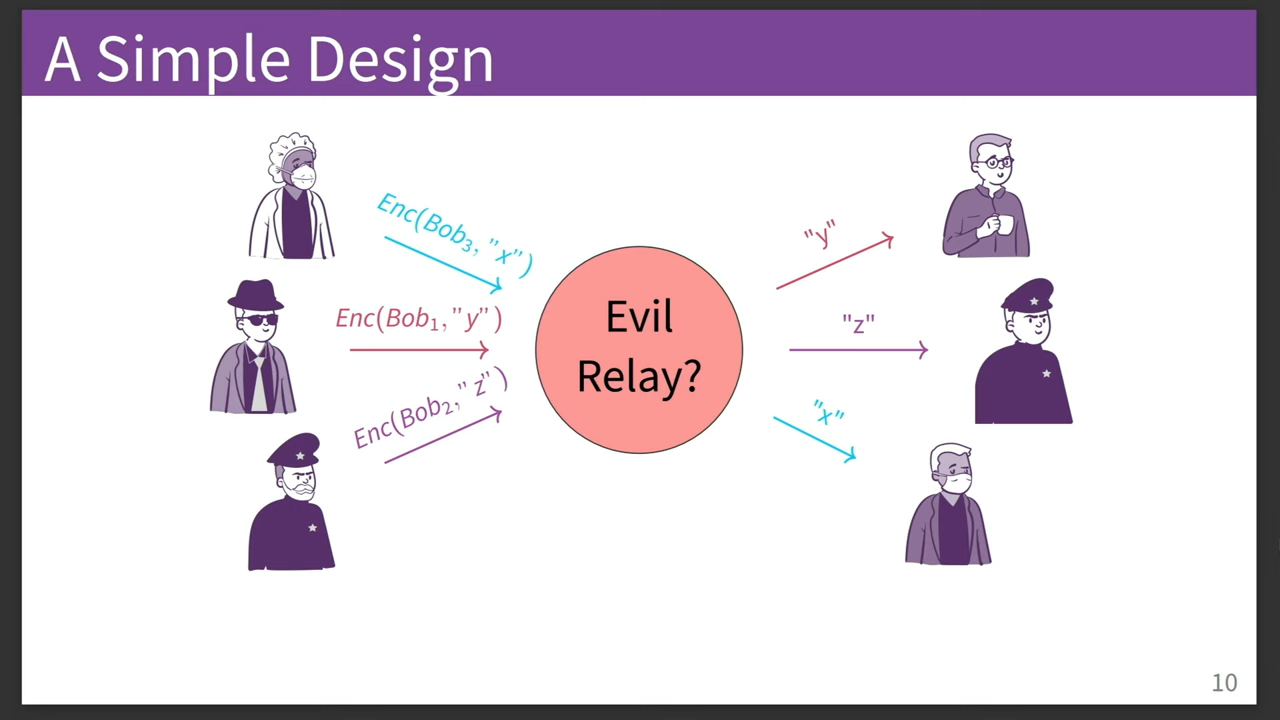 A Simple Design
Enc(Bob₃, "x")
Enc(Bob₁,"y")
Enc(Bob₂,"z")
Evil
Relay?
"y"
"z"
"x"
10